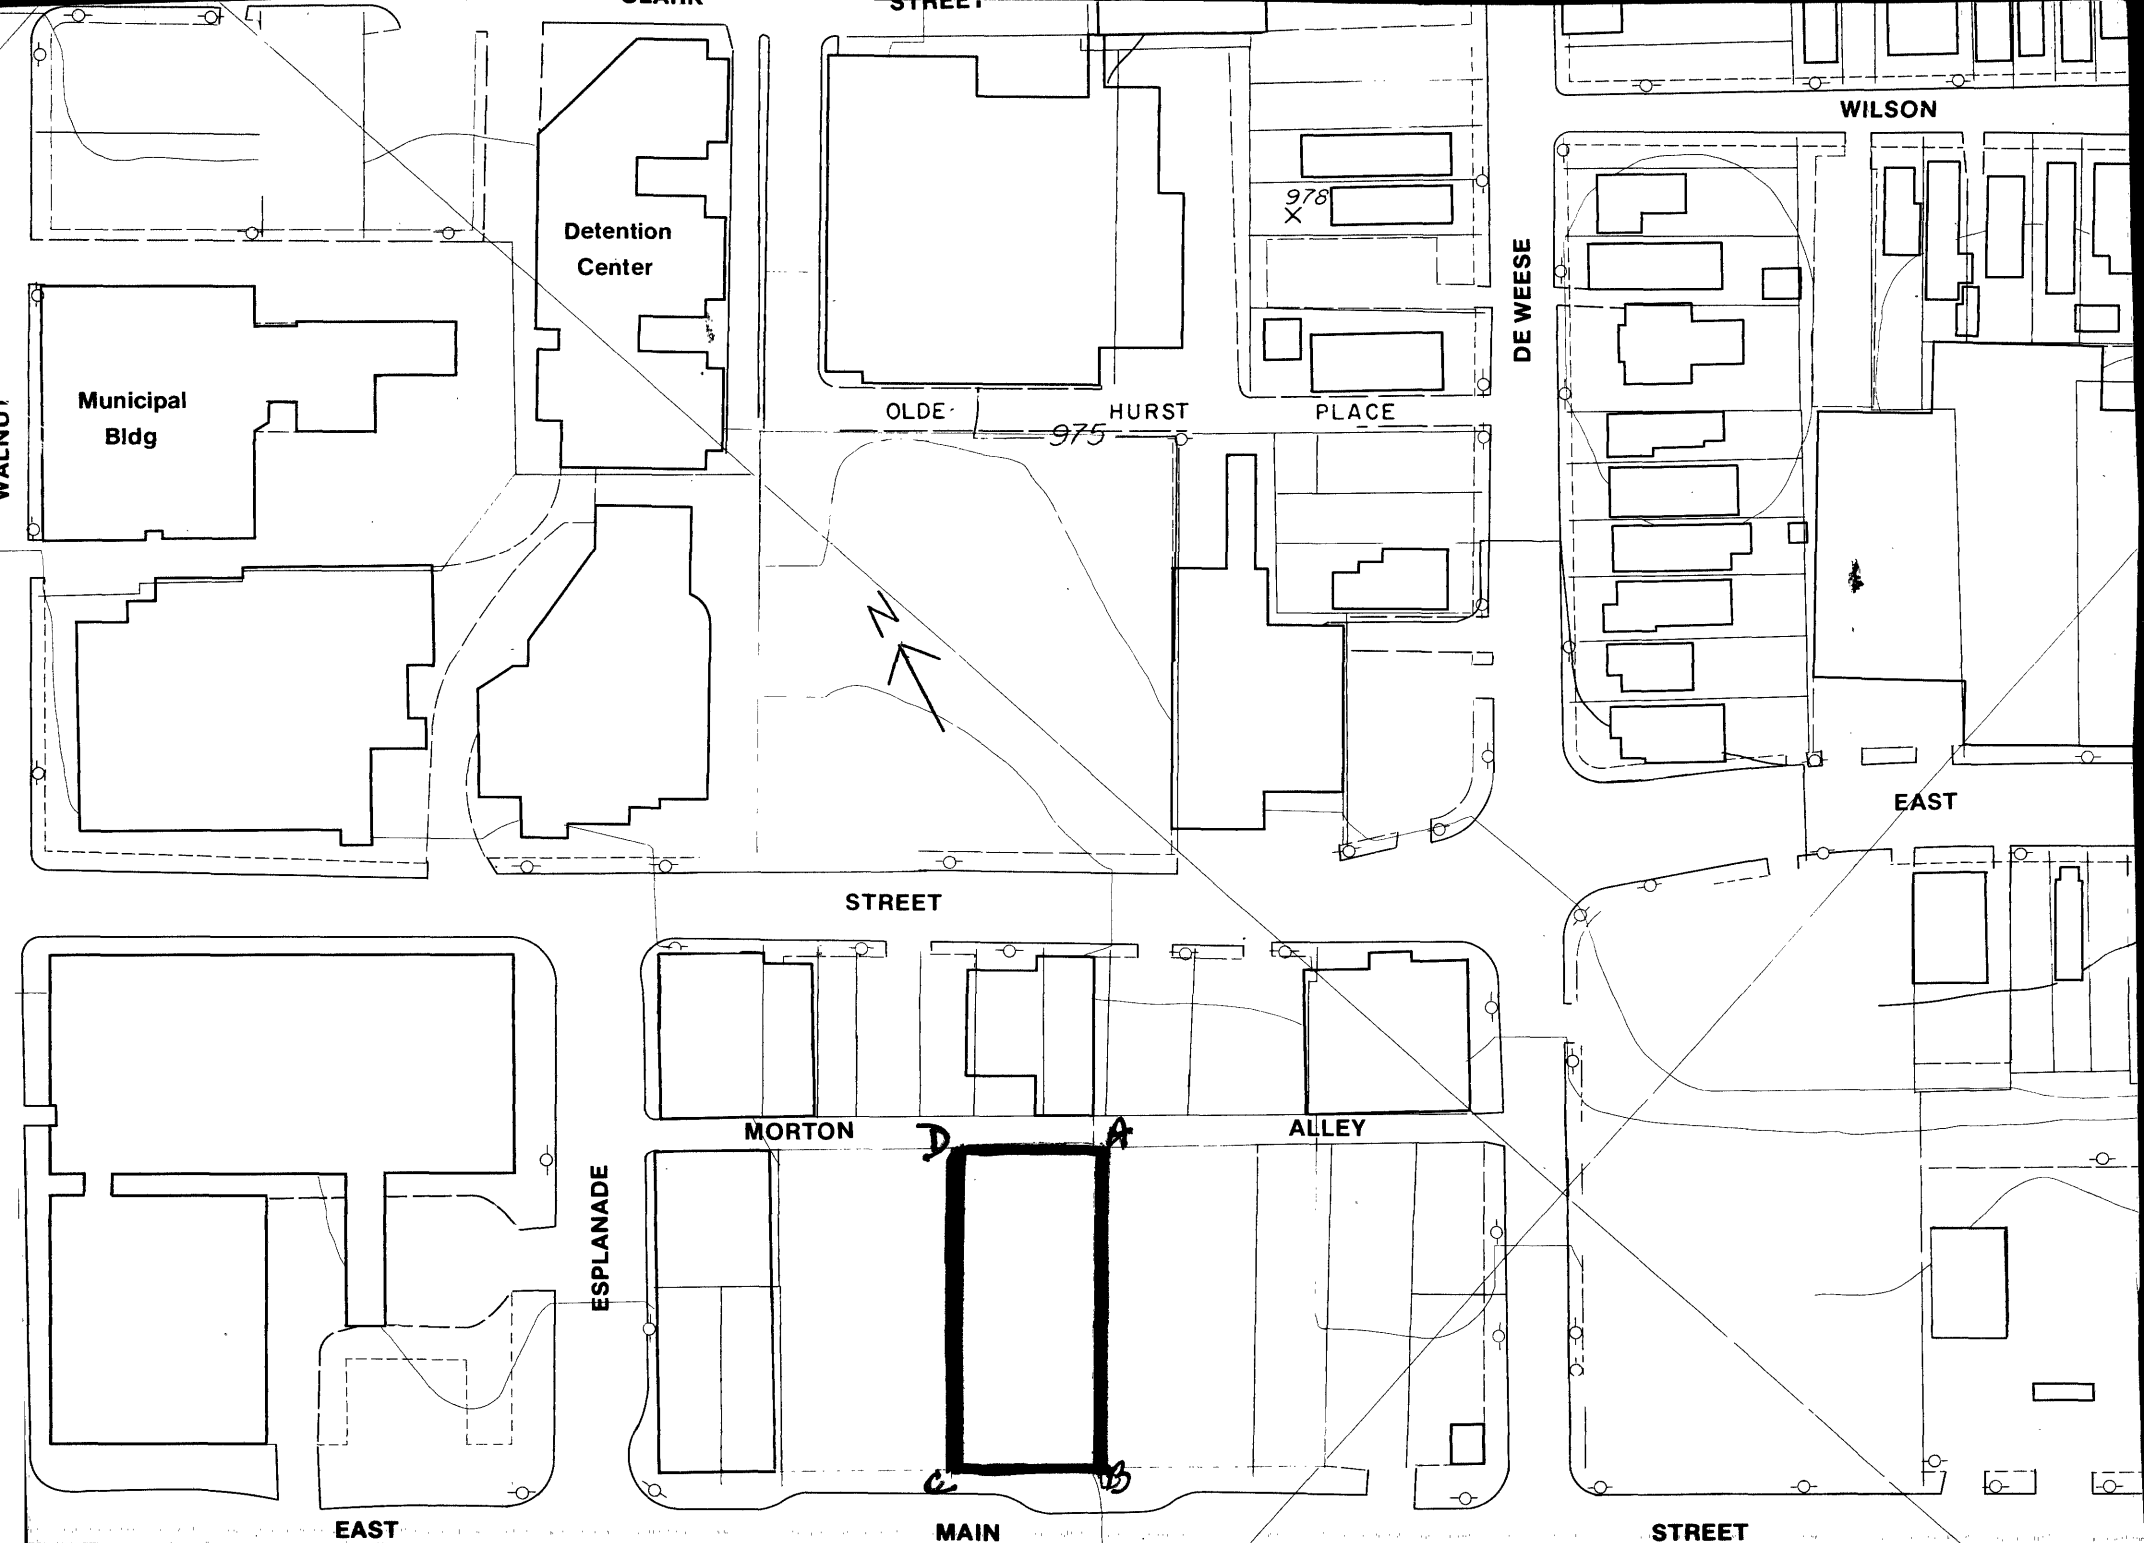 STREET
WILSON
978
X
Detention
Center
DE WEESE
Municipal
Bldg
WALNUT
OLDE HURST PLACE
975
N
EAST
STREET
MORTON ALLEY
D
A
ESPLANADE
C
B
EAST MAIN STREET